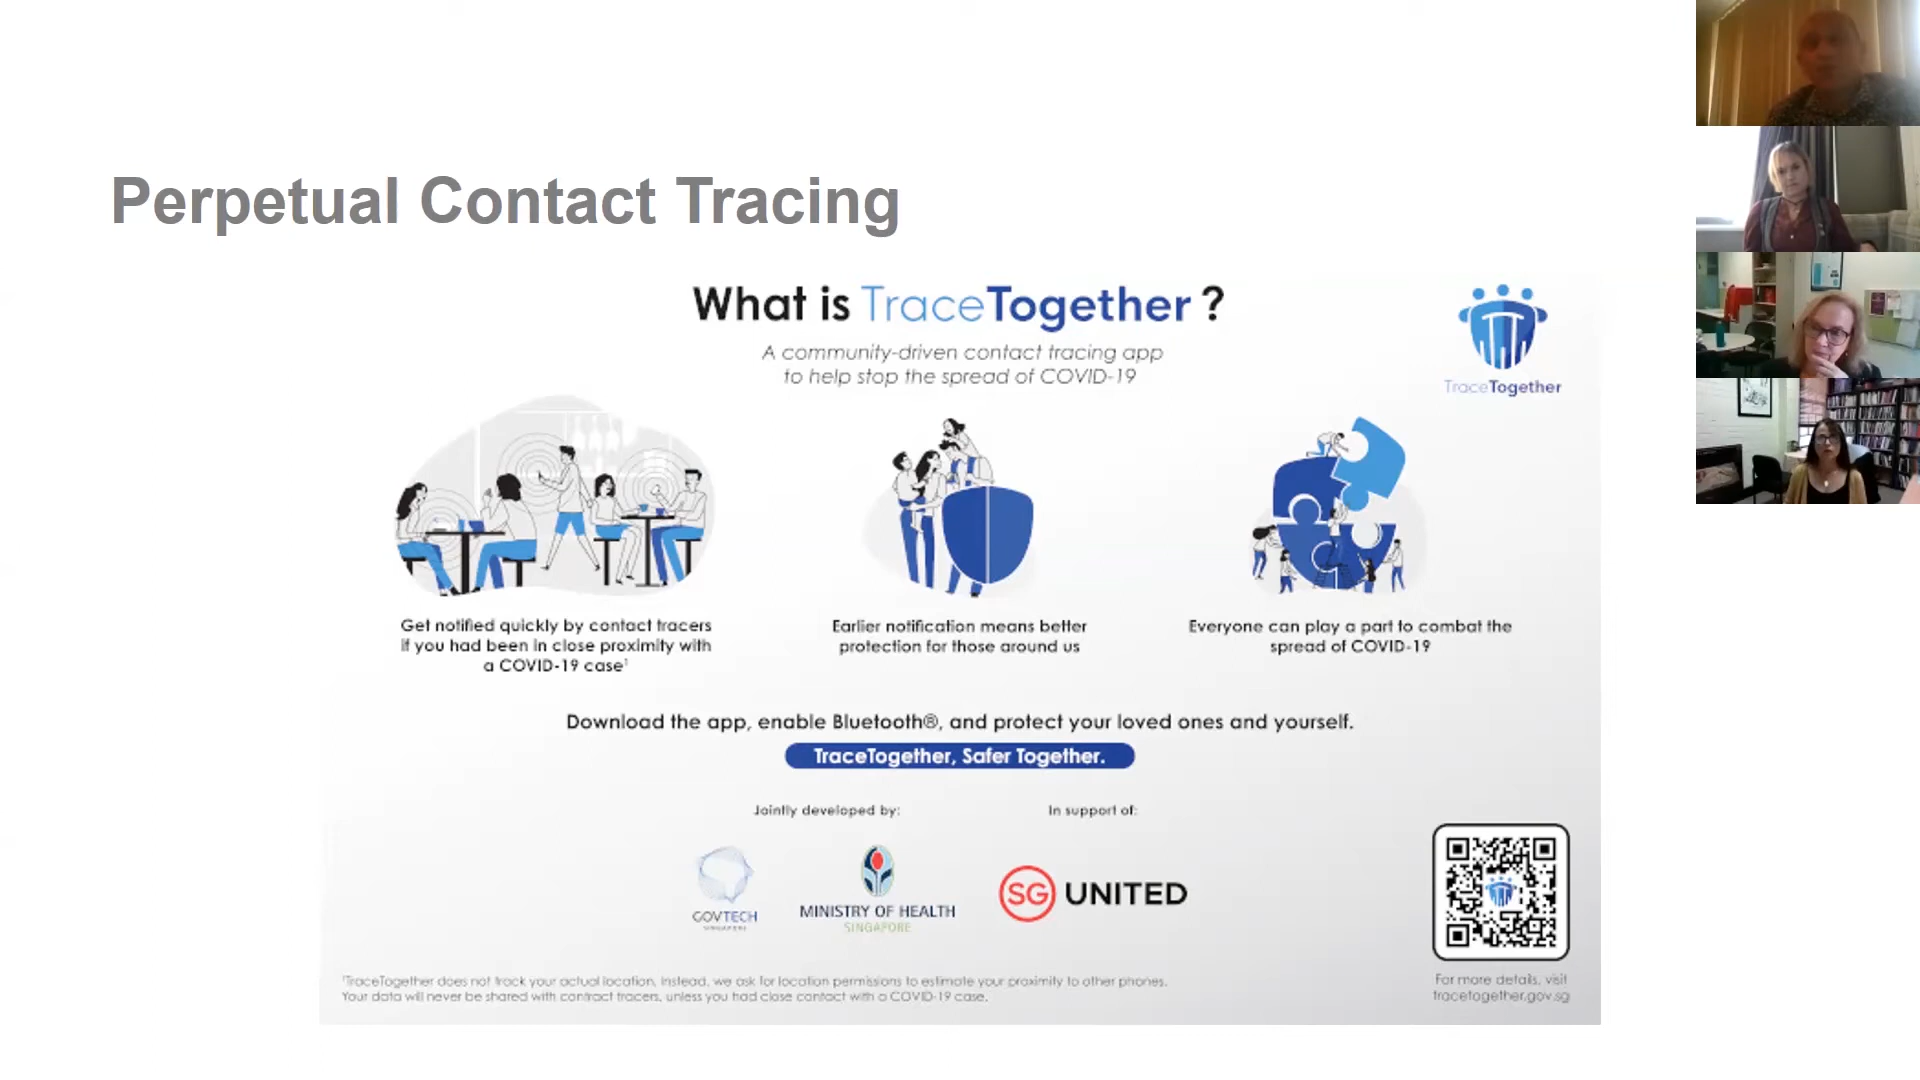 Perpetual Contact Tracing
What is TraceTogether ?
A community-driven contact tracing app
to help stop the spread of COVID-19
TraceTogether
Get notified quickly by contact tracers
if you had been in close proximity with
a COVID-19 case¹
Earlier notification means better
protection for those around us
Everyone can play a part to combat the
spread of COVID-19
Download the app, enable Bluetooth®, and protect your loved ones and yourself.
TraceTogether, Safer Together.
Jointly developed by:
In support of:
GOVTECH
SINGAPORE
MINISTRY OF HEALTH
SINGAPORE
SG UNITED
¹TraceTogether does not track your actual location. Instead, we ask for location permissions to estimate your proximity to other phones.
Your data will never be shared with contract tracers, unless you had close contact with a COVID-19 case.
For more details, visit
tracetogether.gov.sg